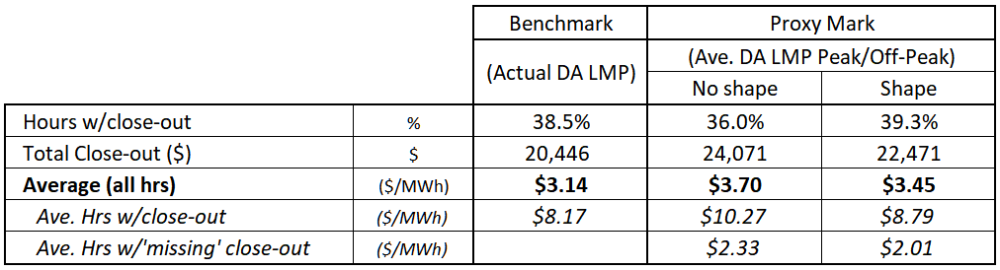 Benchmark Proxy Mark
(Actual DA LMP) (Ave. DA LMP Peak/Off-Peak)
No shape Shape
Hours w/close-out % 38.5% 36.0% 39.3%
Total Close-out ($) $ 20,446 24,071 22,471
Average (all hrs) ($/MWh) $3.14 $3.70 $3.45
Ave. Hrs w/close-out ($/MWh) $8.17 $10.27 $8.79
Ave. Hrs w/'missing' close-out ($/MWh) $2.33 $2.01